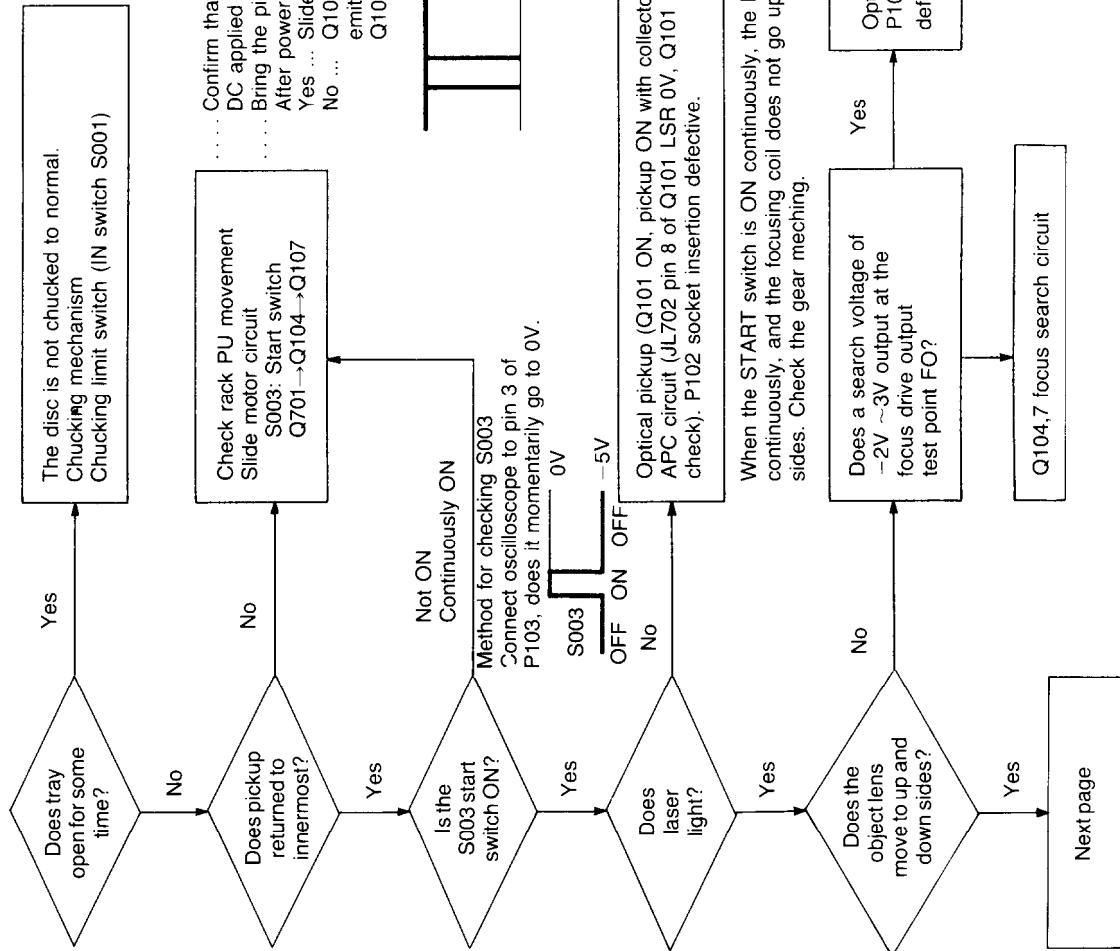 Does tray
open for some
time?
Yes
The disc is not chucked to normal.
Chucking mechanism
Chucking limit switch (IN switch S001)
No
Does pickup
returned to
innermost?
No
Check rack PU movement
Slide motor circuit
S003: Start switch
Q701→Q104→Q107
..... Confirm that
DC applied
..... Bring the pi
After power
Yes ... Slide
No ... Q10
emit
Q10
Yes
Is the
S003 start
switch ON?
Not ON
Continuously ON
Method for checking S003
Connect oscilloscope to pin 3 of
P103, does it momentarily go to 0V.
S003
0V
−5V
OFF ON OFF
Yes
Does
laser
light?
No
Optical pickup (Q101 ON, pickup ON with collecto
APC circuit (JL702 pin 8 of Q101 LSR 0V, Q101
check). P102 socket insertion defective.
When the START switch is ON continuously, the
continuously, and the focusing coil does not go up
sides. Check the gear meching.
Yes
Does the
object lens
move to up and
down sides?
No
Does a search voltage of
−2V ~3V output at the
focus drive output
test point FO?
Yes
Op
P10
def
Q104,7 focus search circuit
Yes
Next page